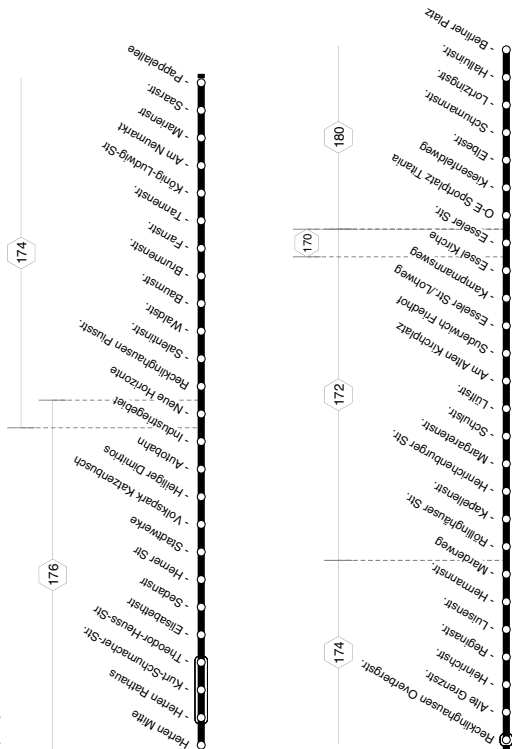 176
174
Herten Mitte
- Herten Rathaus
- Kurt-Schumacher-Str.
- Theodor-Heuss-Str
- Elisabethstr
- Sedanstr
- Herner Str
- Stadtwerke
- Volkspark Katzenbusch
- Heiliger Dimitrios
- Autobahn
- Industriegebiet
- Neue Horizonte
- Recklinghausen Piusstr.
- Salentinstr.
- Waldstr.
- Baumstr.
- Brunnenstr.
- Farnstr.
- Tannenstr.
- König-Ludwig-Str
- Am Neumarkt
- Marienstr
- Saarstr.
- Pappelallee
174
172
170
180
Recklinghausen Overbergstr.
- Alte Grenzstr.
- Heinrichstr.
- Reginastr.
- Luisenstr.
- Hermannstr.
- Marderweg
- Röllinghäuser Str.
- Kapellenstr.
- Henrichenburger Str.
- Margaretenstr.
- Schulstr.
- Lülfstr.
- Am Alten Kirchplatz
- Suderwich Friedhof
- Esseler Str./Lohweg
- Kampmannsweg
- Essel Kirche
- Esseler Str.
- O-E Sportplatz Titania
- Kiesenfeldweg
- Elbestr.
- Schumannstr.
- Lortzingstr.
- Halluinstr.
- Berliner Platz